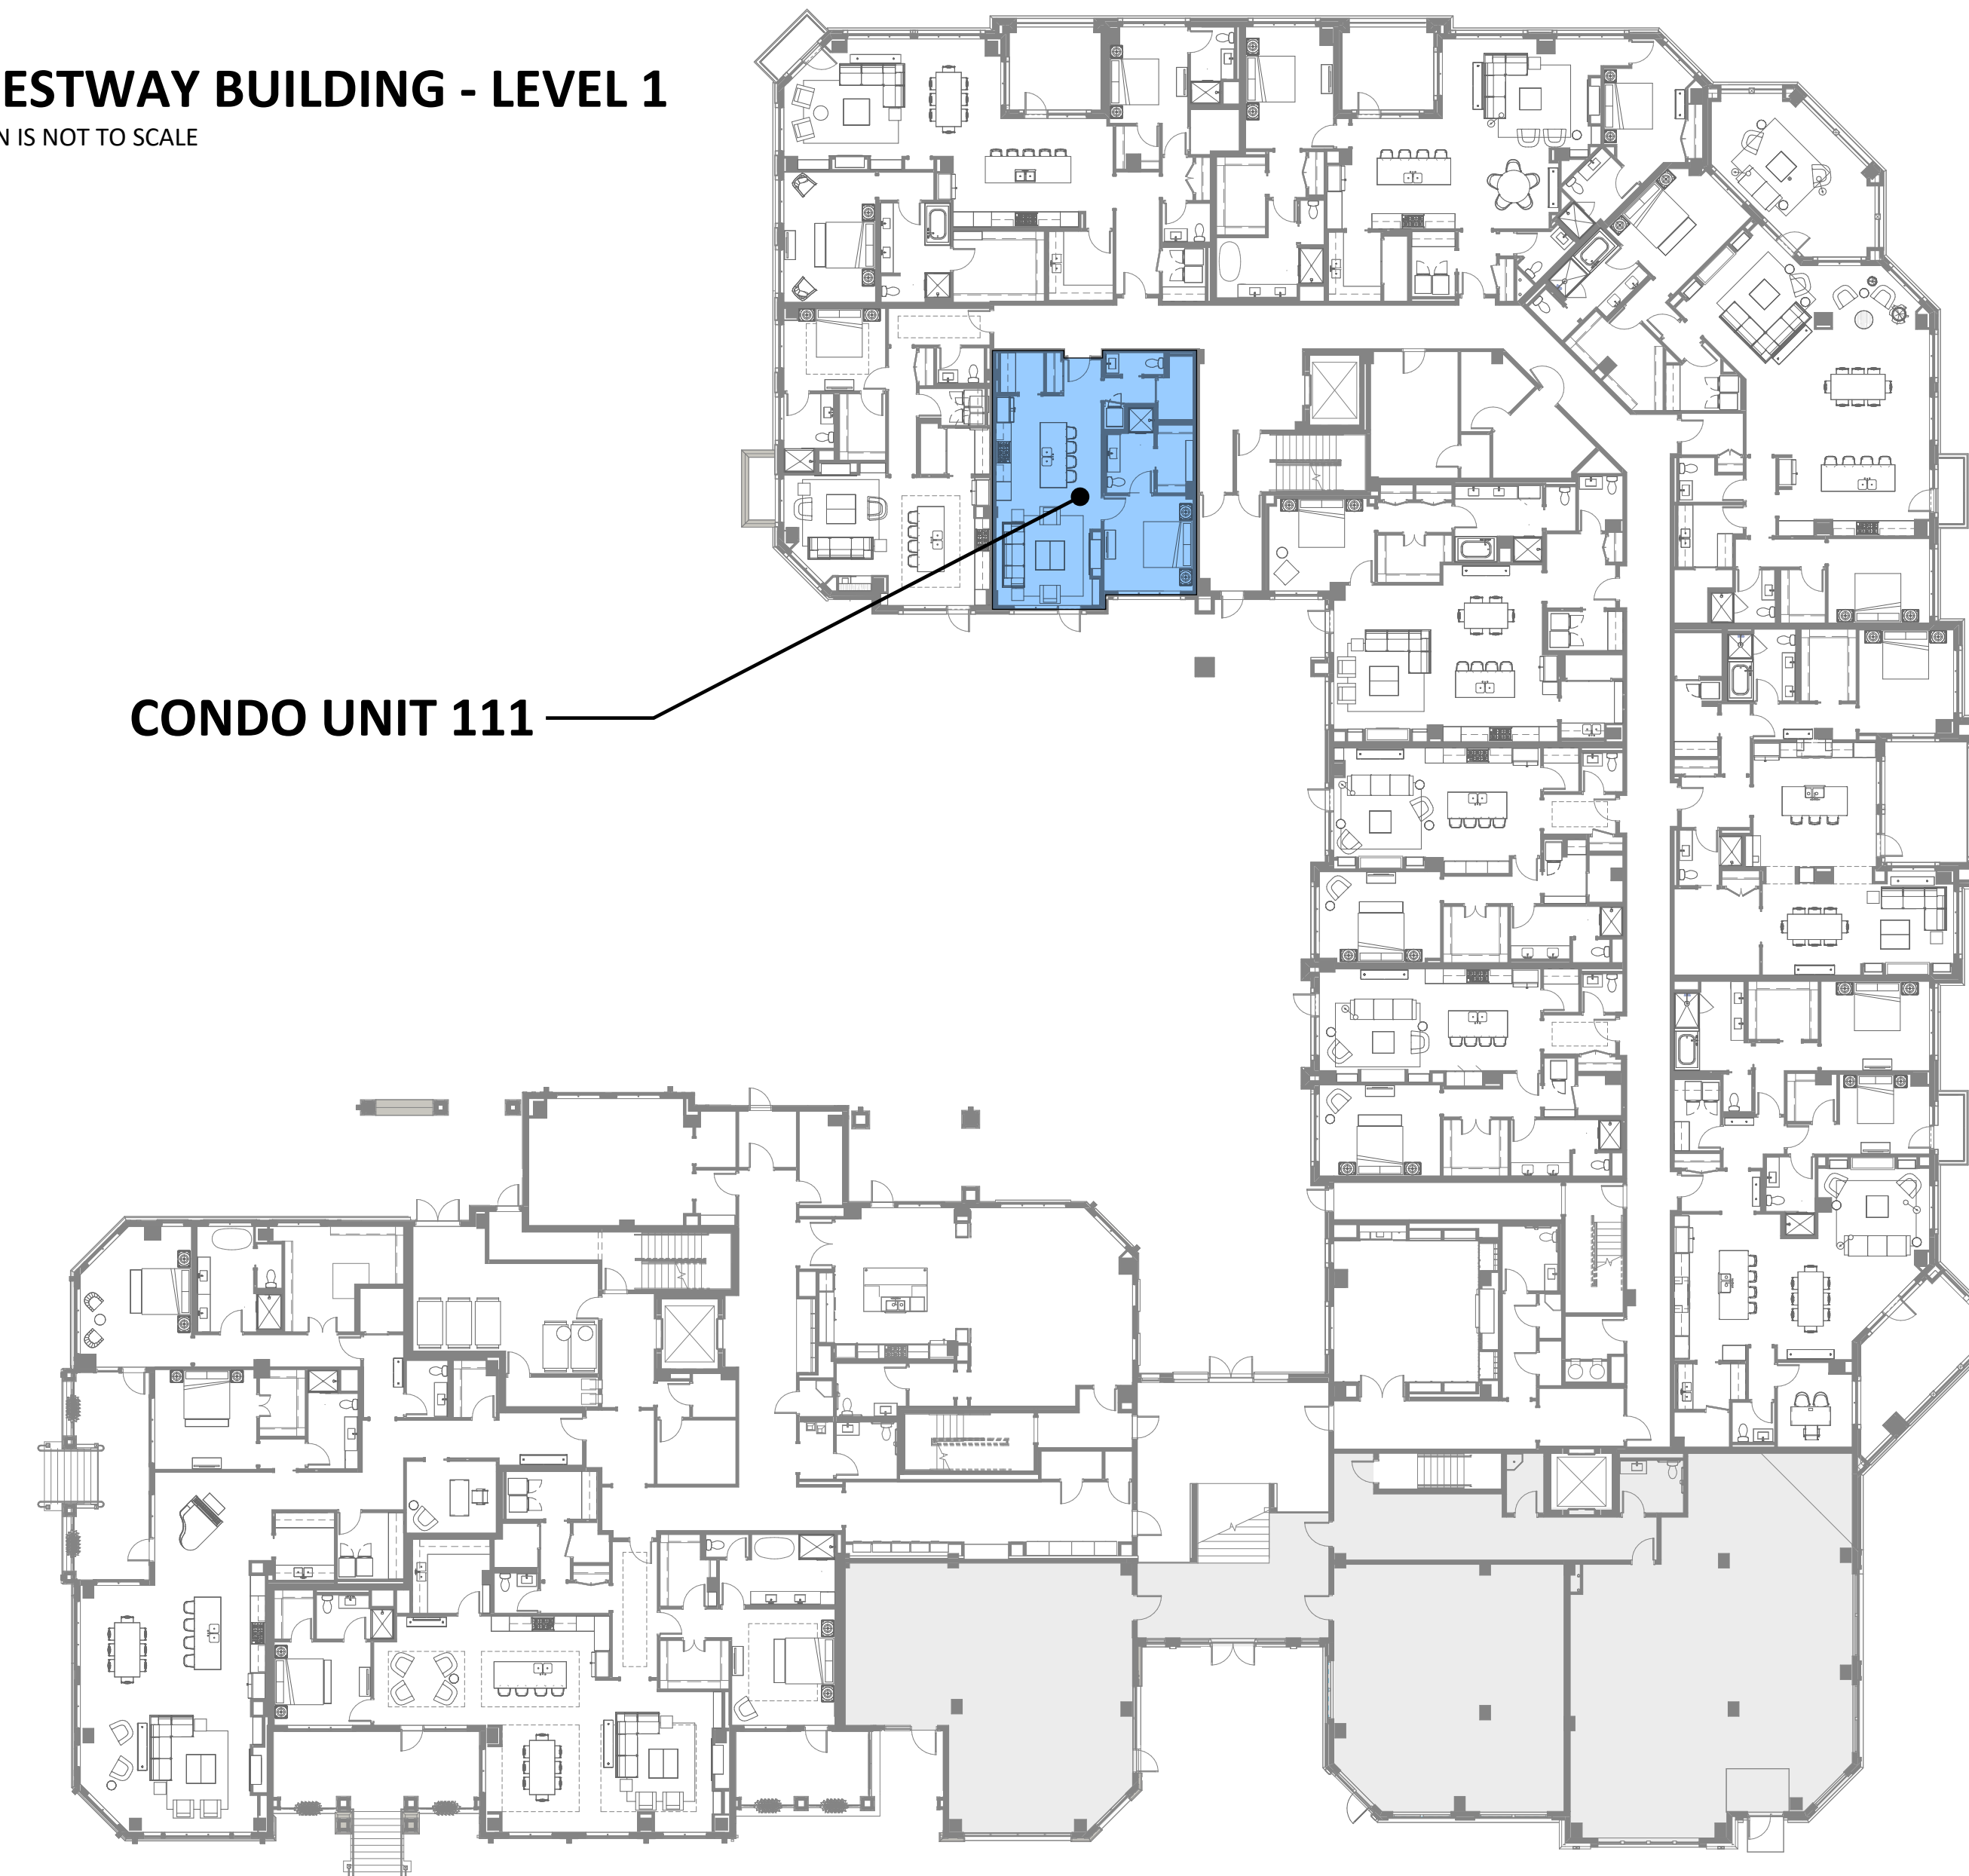 ESTWAY BUILDING - LEVEL 1
N IS NOT TO SCALE
CONDO UNIT 111